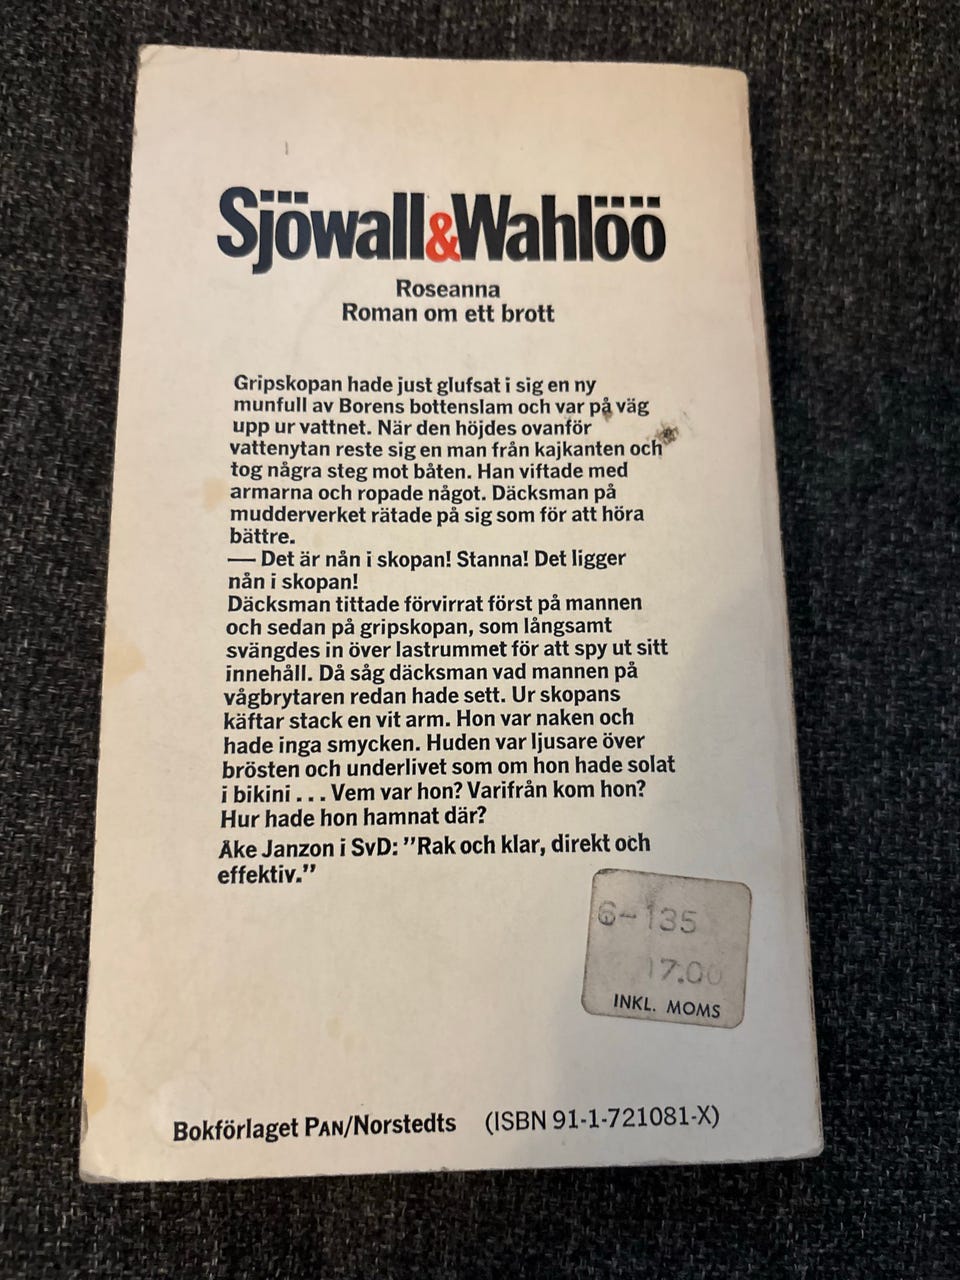 Sjöwall&Wahlöö
Roseanna
Roman om ett brott
Gripskopan hade just glufsat i sig en ny
munfull av Borens bottenslam och var på väg
upp ur vattnet. När den höjdes ovanför
vattenytan reste sig en man från kajkanten och
tog några steg mot båten. Han viftade med
armarna och ropade något. Däcksman på
mudderverket rätade på sig som för att höra
bättre.
— Det är nån i skopan! Stanna! Det ligger
nån i skopan!
Däcksman tittade förvirrat först på mannen
och sedan på gripskopan, som långsamt
svängdes in över lastrummet för att spy ut sitt
innehåll. Då såg däcksman vad mannen på
vågbrytaren redan hade sett. Ur skopans
käftar stack en vit arm. Hon var naken och
hade inga smycken. Huden var ljusare över
brösten och underlivet som om hon hade solat
i bikini . . . Vem var hon? Varifrån kom hon?
Hur hade hon hamnat där?
Åke Janzon i SvD: ”Rak och klar, direkt och
effektiv.”
6-135
17.00
INKL. MOMS
Bokförlaget PAN/Norstedts (ISBN 91-1-721081-X)